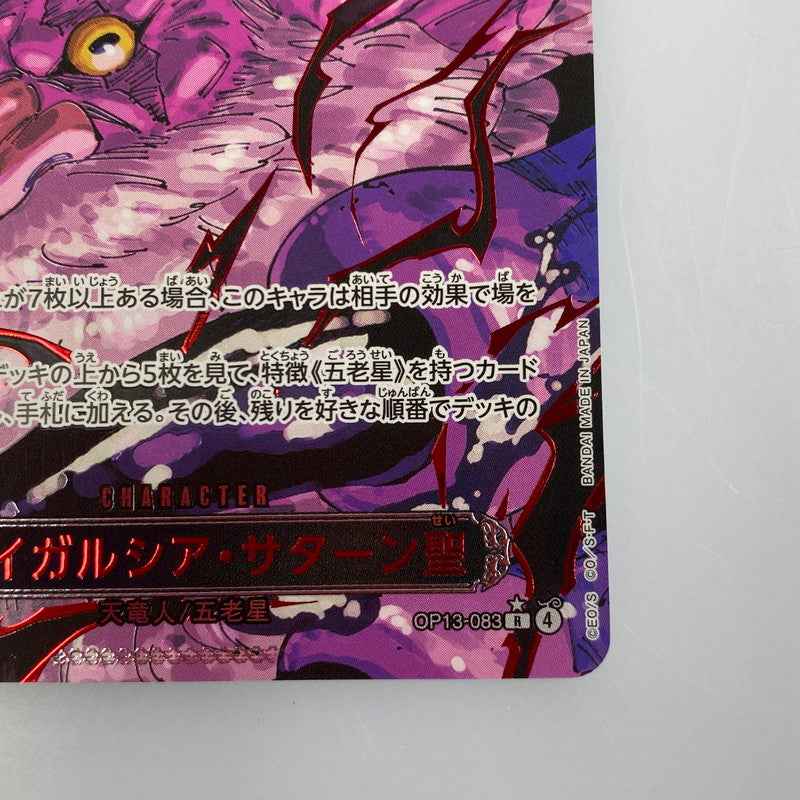 が7枚以上ある場合、このキャラは相手の効果で場を
デッキの上から5枚を見て、特徴《五老星》を持つカード
、手札に加える。その後、残りを好きな順番でデッキの
CHARACTER
イガルシア・サターン聖
天竜人/五老星
OP13-083 R 4
©EO/S ©O/S・F・T BANDAI MADE IN JAPAN